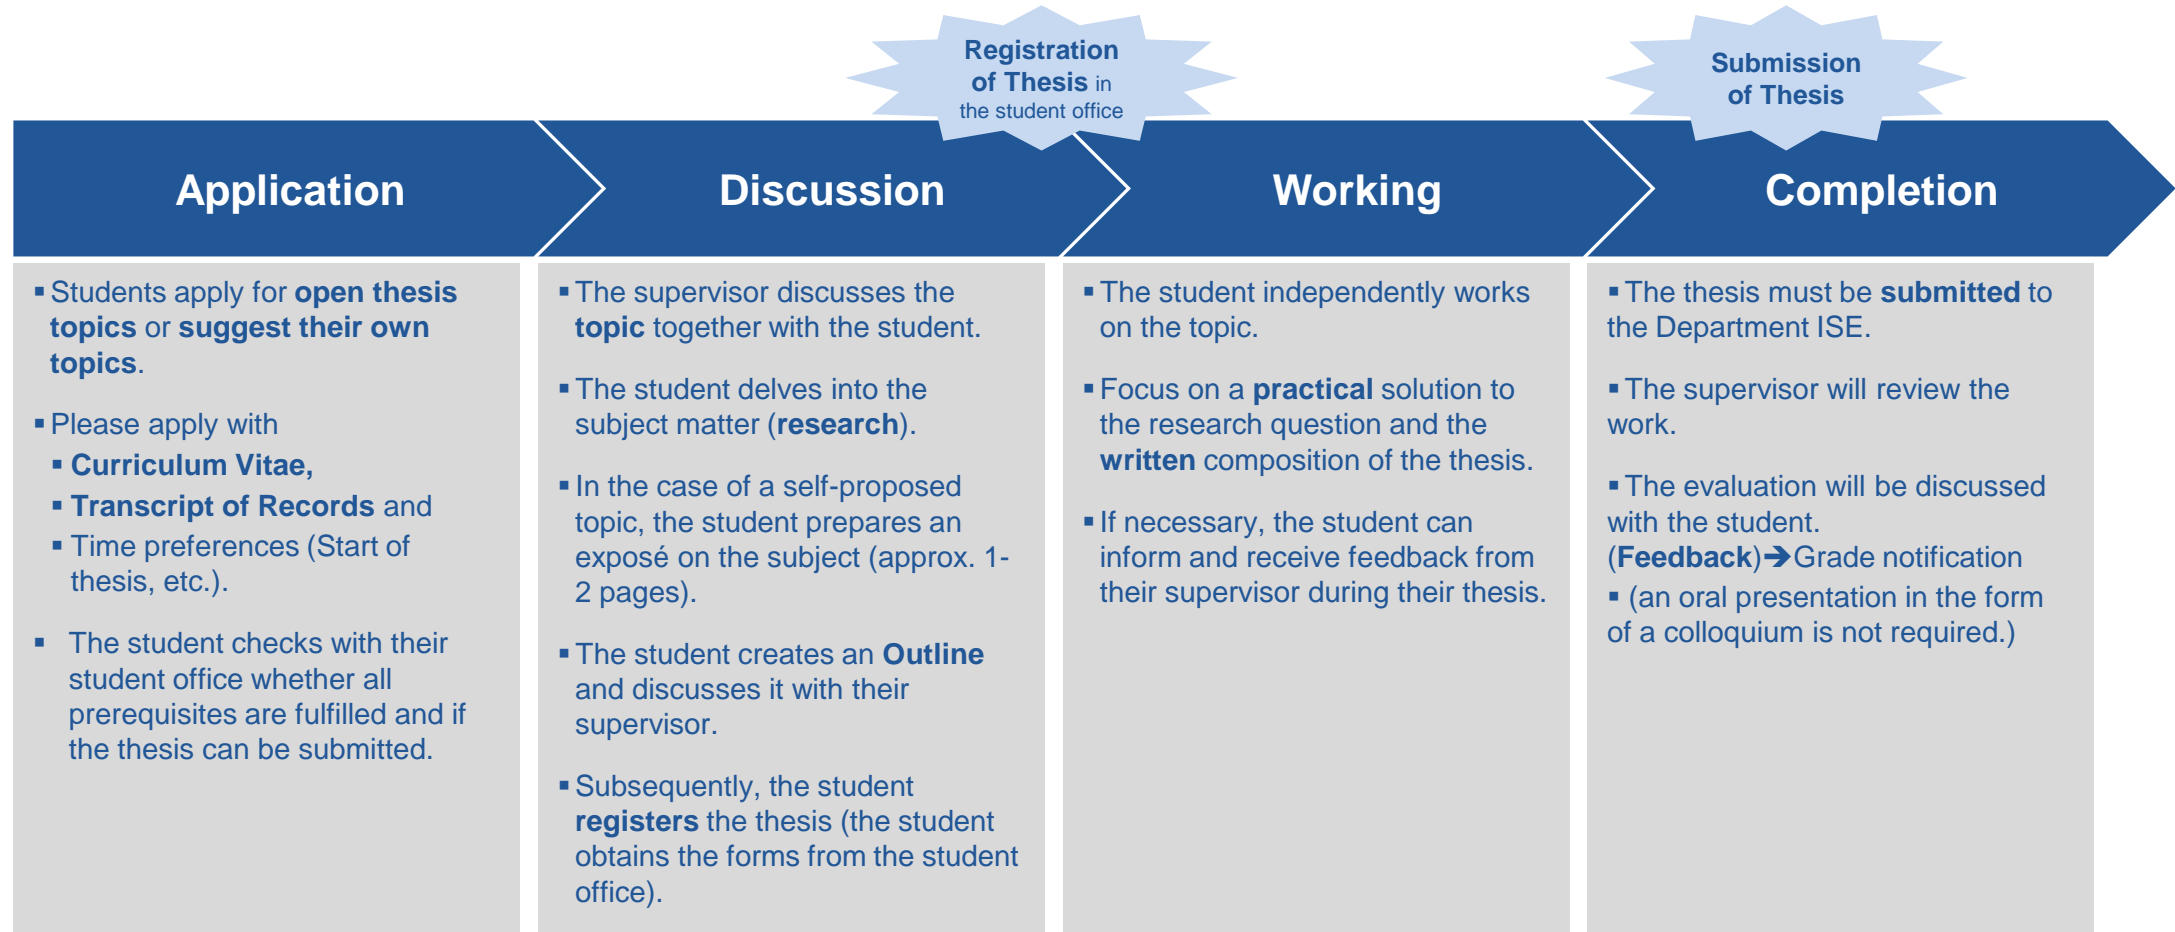 Registration
of Thesis in
the student office
Submission
of Thesis
Application
Discussion
Working
Completion
▪ Students apply for open thesis
topics or suggest their own
topics.
▪ Please apply with
▪ Curriculum Vitae,
▪ Transcript of Records and
▪ Time preferences (Start of
thesis, etc.).
▪ The student checks with their
student office whether all
prerequisites are fulfilled and if
the thesis can be submitted.
▪ The supervisor discusses the
topic together with the student.
▪ The student delves into the
subject matter (research).
▪ In the case of a self-proposed
topic, the student prepares an
exposé on the subject (approx. 1-
2 pages).
▪ The student creates an Outline
and discusses it with their
supervisor.
▪ Subsequently, the student
registers the thesis (the student
obtains the forms from the student
office).
▪ The student independently works
on the topic.
▪ Focus on a practical solution to
the research question and the
written composition of the thesis.
▪ If necessary, the student can
inform and receive feedback from
their supervisor during their thesis.
▪ The thesis must be submitted to
the Department ISE.
▪ The supervisor will review the
work.
▪ The evaluation will be discussed
with the student.
(Feedback)➔Grade notification
▪ (an oral presentation in the form
of a colloquium is not required.)